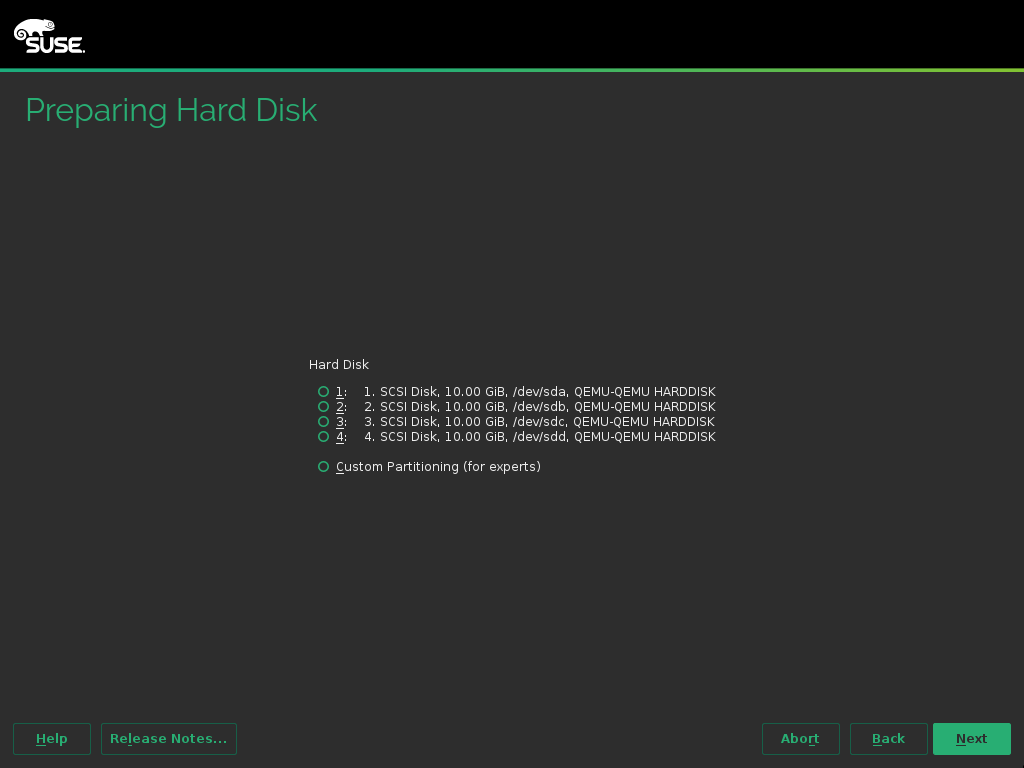 SUSE.
Preparing Hard Disk
Hard Disk
1: 1. SCSI Disk, 10.00 GiB, /dev/sda, QEMU-QEMU HARDDISK
2: 2. SCSI Disk, 10.00 GiB, /dev/sdb, QEMU-QEMU HARDDISK
3: 3. SCSI Disk, 10.00 GiB, /dev/sdc, QEMU-QEMU HARDDISK
4: 4. SCSI Disk, 10.00 GiB, /dev/sdd, QEMU-QEMU HARDDISK
Custom Partitioning (for experts)
Help Release Notes... Abort Back Next